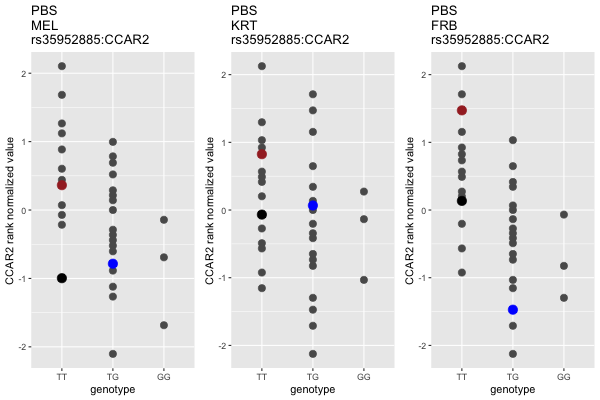 PBS
MEL
rs35952885:CCAR2
CCAR2 rank normalized value
2
1
0
-1
-2
TT
TG
GG
genotype
PBS
KRT
rs35952885:CCAR2
CCAR2 rank normalized value
2
1
0
-1
-2
TT
TG
GG
genotype
PBS
FRB
rs35952885:CCAR2
CCAR2 rank normalized value
2
1
0
-1
-2
TT
TG
GG
genotype